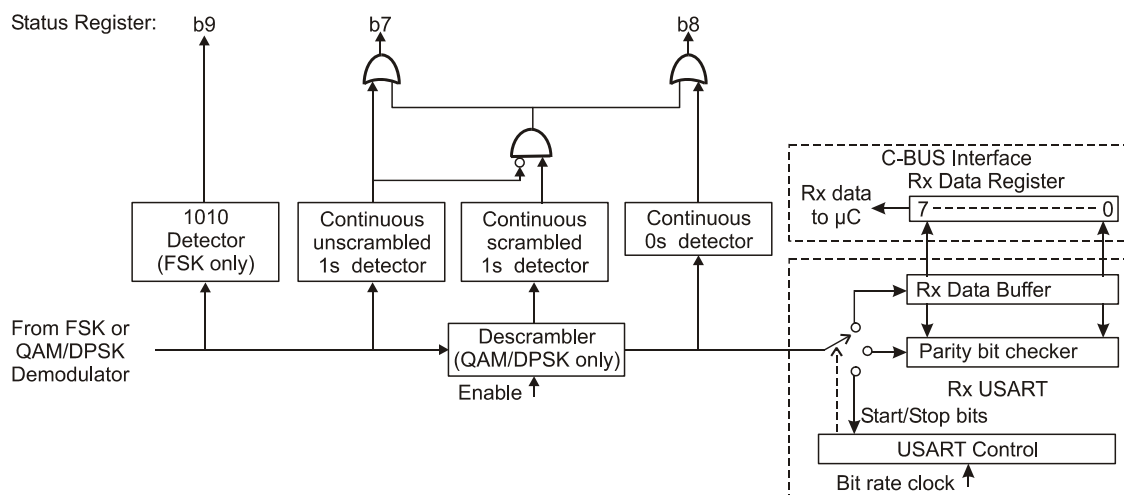 Status Register:
b9
b7
b8
C-BUS Interface
Rx Data Register
Rx data
to µC
7
0
1010
Detector
(FSK only)
Continuous
unscrambled
1s detector
Continuous
scrambled
1s detector
Continuous
0s detector
Rx Data Buffer
From FSK or
QAM/DPSK
Demodulator
Descrambler
(QAM/DPSK only)
Enable
Parity bit checker
Rx USART
Start/Stop bits
USART Control
Bit rate clock